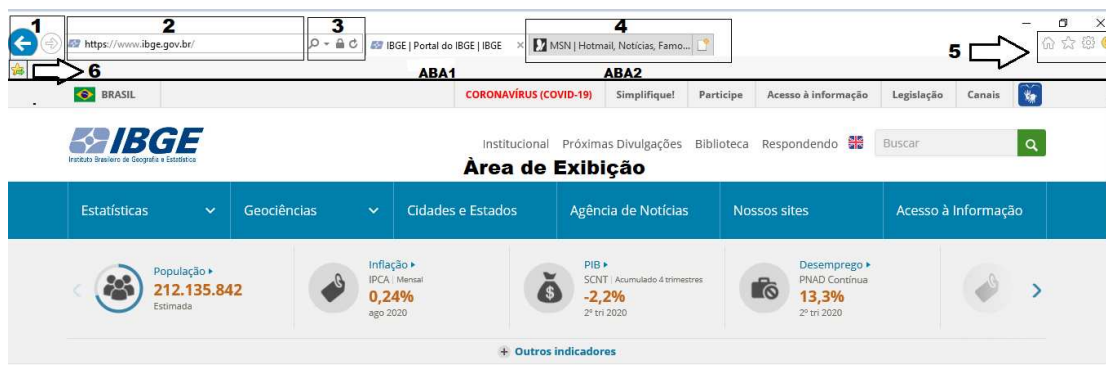 1 2 3 4
https://www.ibge.gov.br/ IBGE | Portal do IBGE | IBGE × MSN | Hotmail, Notícias, Famo... 5
6 ABA1 ABA2
BRASIL CORONAVÍRUS (COVID-19) Simplifique! Participe Acesso à informação Legislação Canais
IBGE
Instituto Brasileiro de Geografia e Estatística
Institucional Próximas Divulgações Biblioteca Respondendo Buscar
Àrea de Exibição
Estatísticas Geociências Cidades e Estados Agência de Notícias Nossos sites Acesso à Informação
População
212.135.842
Estimada
Inflação
IPCA | Mensal
0,24%
ago 2020
PIB
SCNT | Acumulado 4 trimestres
-2,2%
2º tri 2020
Desemprego
PNAD Contínua
13,3%
2º tri 2020
+ Outros indicadores